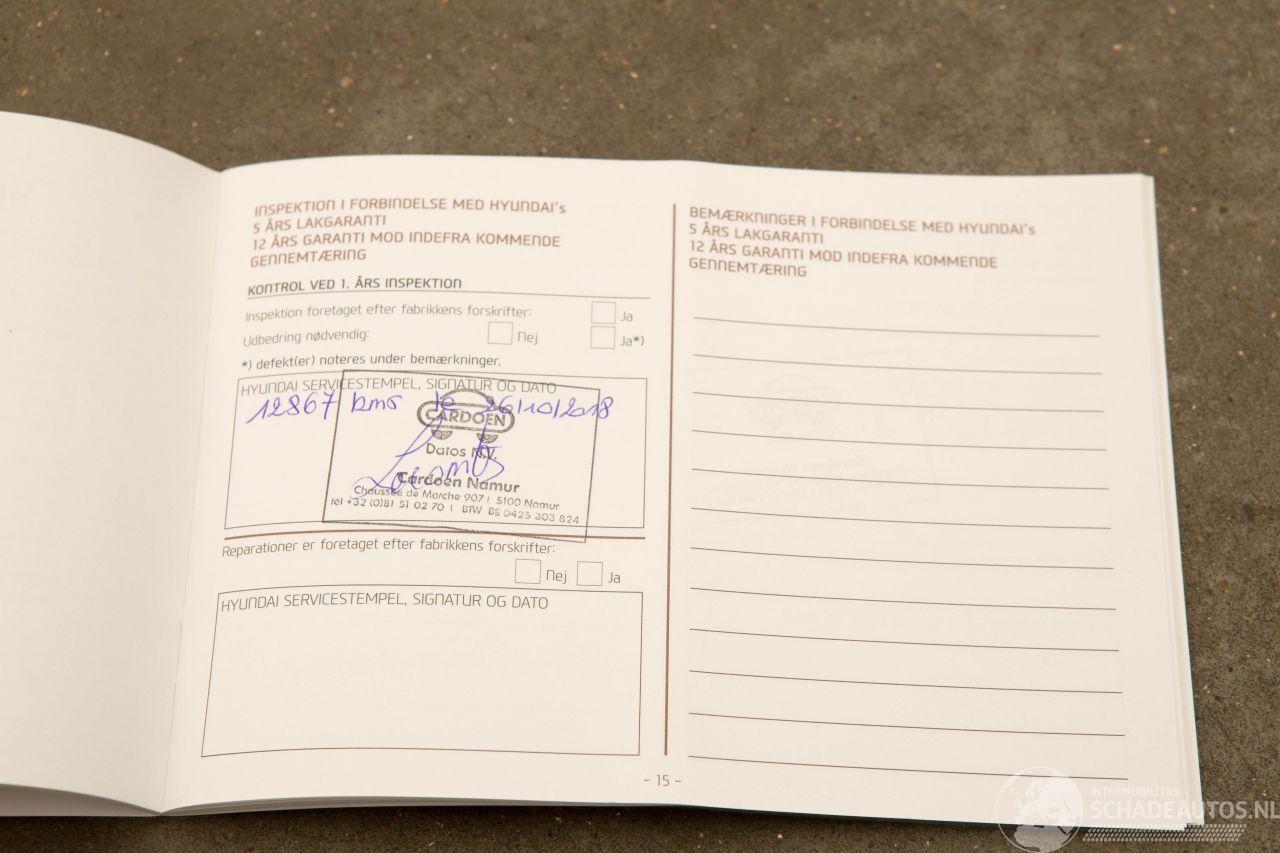 INSPEKTION I FORBINDELSE MED HYUNDAI's
5 ÅRS LAKGARANTI
12 ÅRS GARANTI MOD INDEFRA KOMMENDE
GENNEMTÆRING
KONTROL VED 1. ÅRS INSPEKTION
Inspektion foretaget efter fabrikkens forskrifter: Ja
Udbedring nødvendig: Nej Ja*)
*) defekt(er) noteres under bemærkninger.
HYUNDAI SERVICESTEMPEL, SIGNATUR OG DATO
12867 kms le 26/10/2018
CARDOEN
Datos N.V.
Cardoen Namur
Chaussée de Marche 907 | 5100 Namur
tél +32 (0)81 51 02 70 | BTW BE 0425 303 824
Reparationer er foretaget efter fabrikkens forskrifter:
Nej Ja
HYUNDAI SERVICESTEMPEL, SIGNATUR OG DATO
BEMÆRKNINGER I FORBINDELSE MED HYUNDAI's
5 ÅRS LAKGARANTI
12 ÅRS GARANTI MOD INDEFRA KOMMENDE
GENNEMTÆRING
- 15 -
INTERMOBILITAS
SCHADEAUTOS.NL